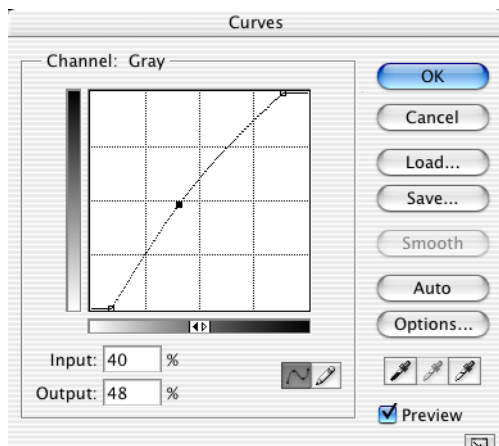 Curves
Channel: Gray
OK
Cancel
Load...
Save...
Smooth
Auto
Options...
Input: 40 %
Output: 48 %
Preview